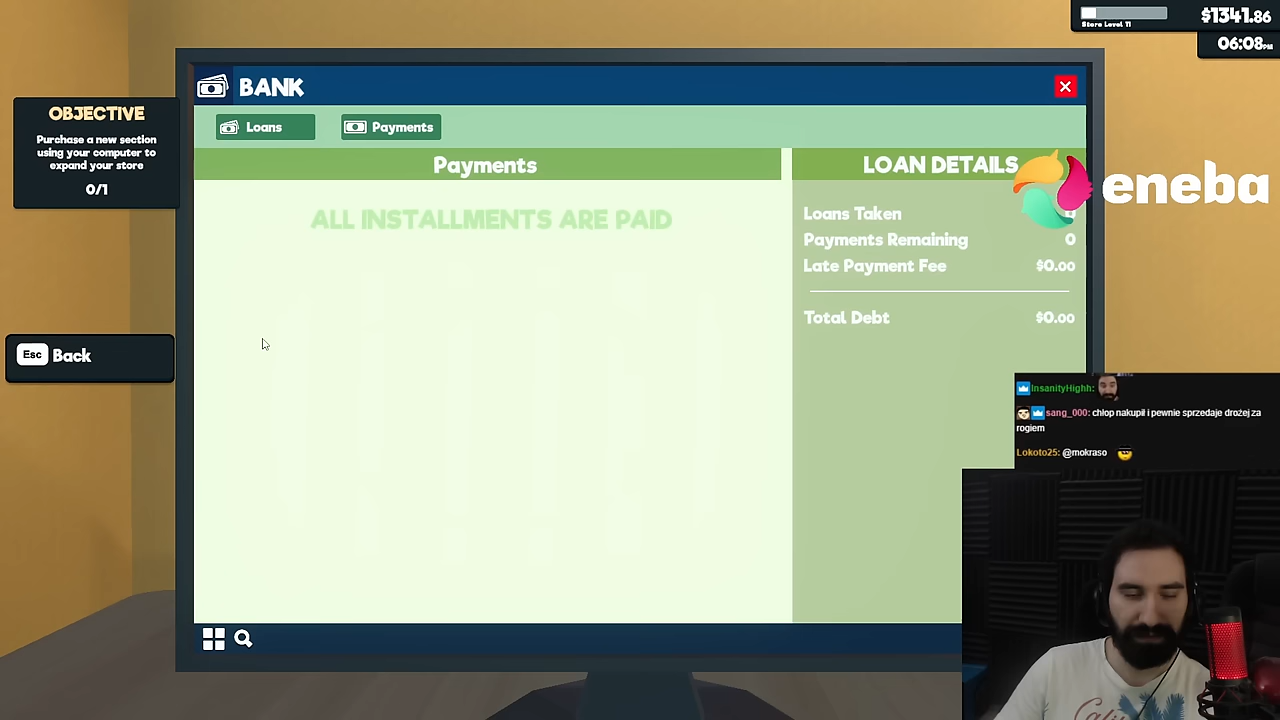 $1341.86
Store Level 11
06:08PM
BANK
OBJECTIVE
Purchase a new section
using your computer to
expand your store
0/1
Loans
Payments
Payments
LOAN DETAILS
eneba
ALL INSTALLMENTS ARE PAID
Loans Taken
Payments Remaining 0
Late Payment Fee $0.00
Total Debt $0.00
Esc Back
InsanityHighh:
sang_000: chłop nakupił i pewnie sprzedaje drożej za
rogiem
Lokoto25: @mokraso